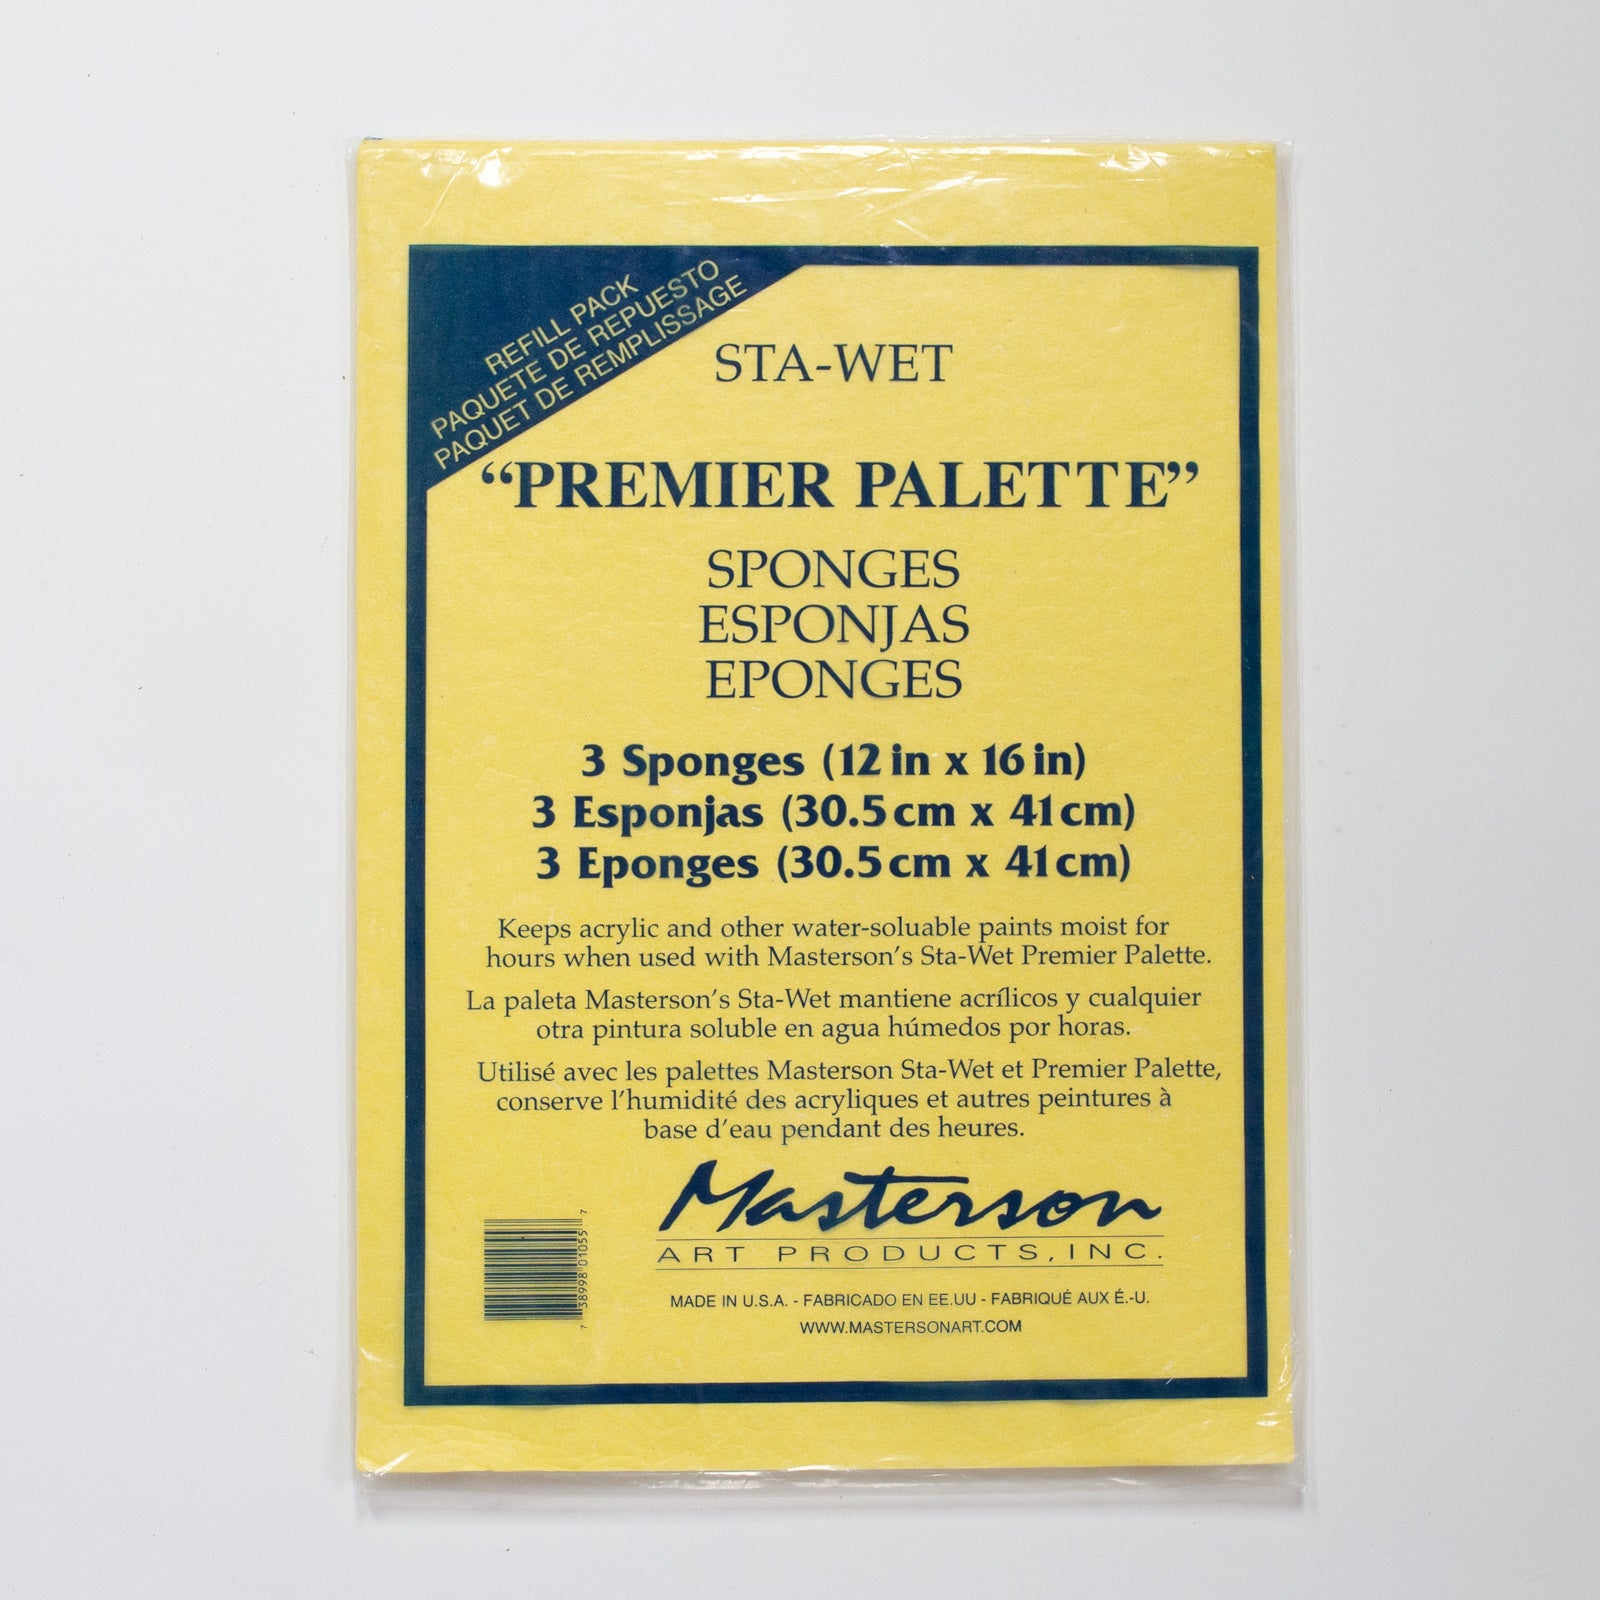 REFILL PACK
PAQUETE DE REPUESTO
PAQUET DE REMPLISSAGE
STA-WET
“PREMIER PALETTE”
SPONGES
ESPONJAS
EPONGES
3 Sponges (12 in x 16 in)
3 Esponjas (30.5 cm x 41 cm)
3 Eponges (30.5 cm x 41 cm)
Keeps acrylic and other water-soluable paints moist for
hours when used with Masterson’s Sta-Wet Premier Palette.
La paleta Masterson’s Sta-Wet mantiene acrílicos y cualquier
otra pintura soluble en agua húmedos por horas.
Utilisé avec les palettes Masterson Sta-Wet et Premier Palette,
conserve l’humidité des acryliques et autres peintures à
base d’eau pendant des heures.
Masterson
ART PRODUCTS, INC.
7 38998 01055 7
MADE IN U.S.A. - FABRICADO EN EE.UU - FABRIQUÉ AUX É.-U.
WWW.MASTERSONART.COM